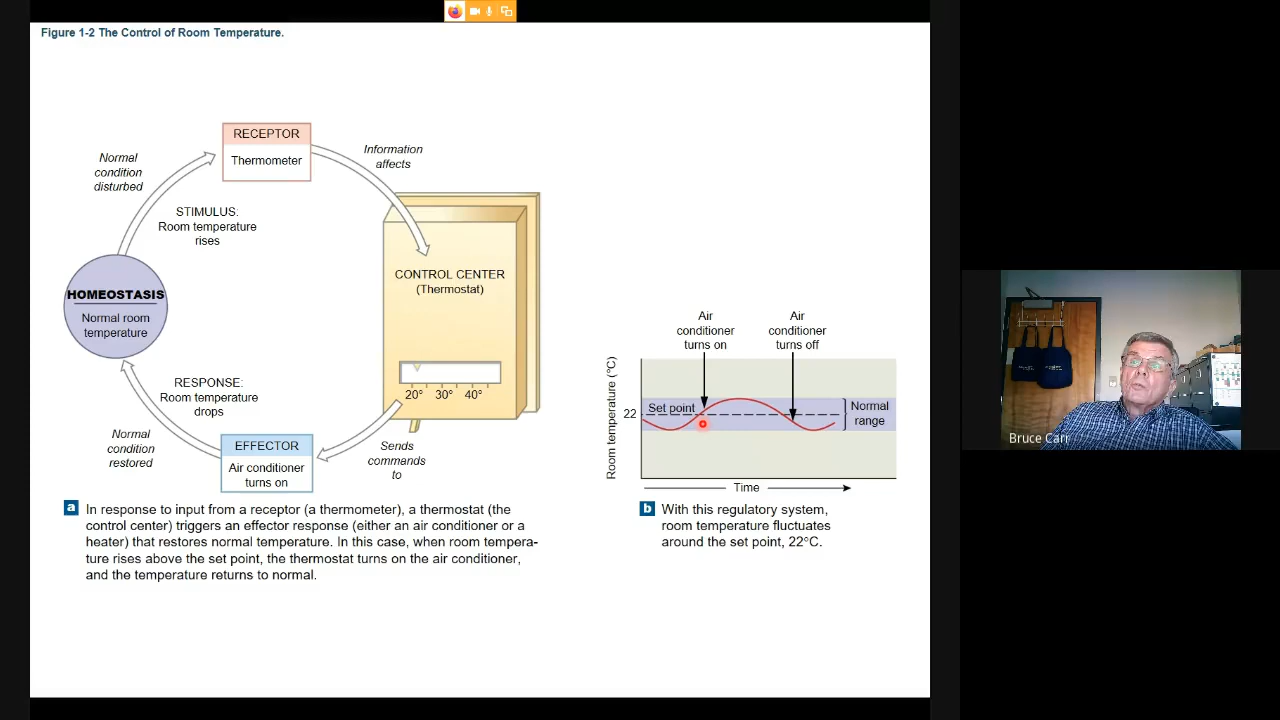 Figure 1-2 The Control of Room Temperature.
RECEPTOR
Thermometer
Normal
condition
disturbed
Information
affects
STIMULUS:
Room temperature
rises
HOMEOSTASIS
Normal room
temperature
CONTROL CENTER
(Thermostat)
20° 30° 40°
RESPONSE:
Room temperature
drops
Normal
condition
restored
EFFECTOR
Air conditioner
turns on
Sends
commands
to
a In response to input from a receptor (a thermometer), a thermostat (the
control center) triggers an effector response (either an air conditioner or a
heater) that restores normal temperature. In this case, when room tempera-
ture rises above the set point, the thermostat turns on the air conditioner,
and the temperature returns to normal.
Air
conditioner
turns on
Air
conditioner
turns off
Room temperature (°C)
22
Set point
Normal
range
Time
b With this regulatory system,
room temperature fluctuates
around the set point, 22°C.
Bruce Carr